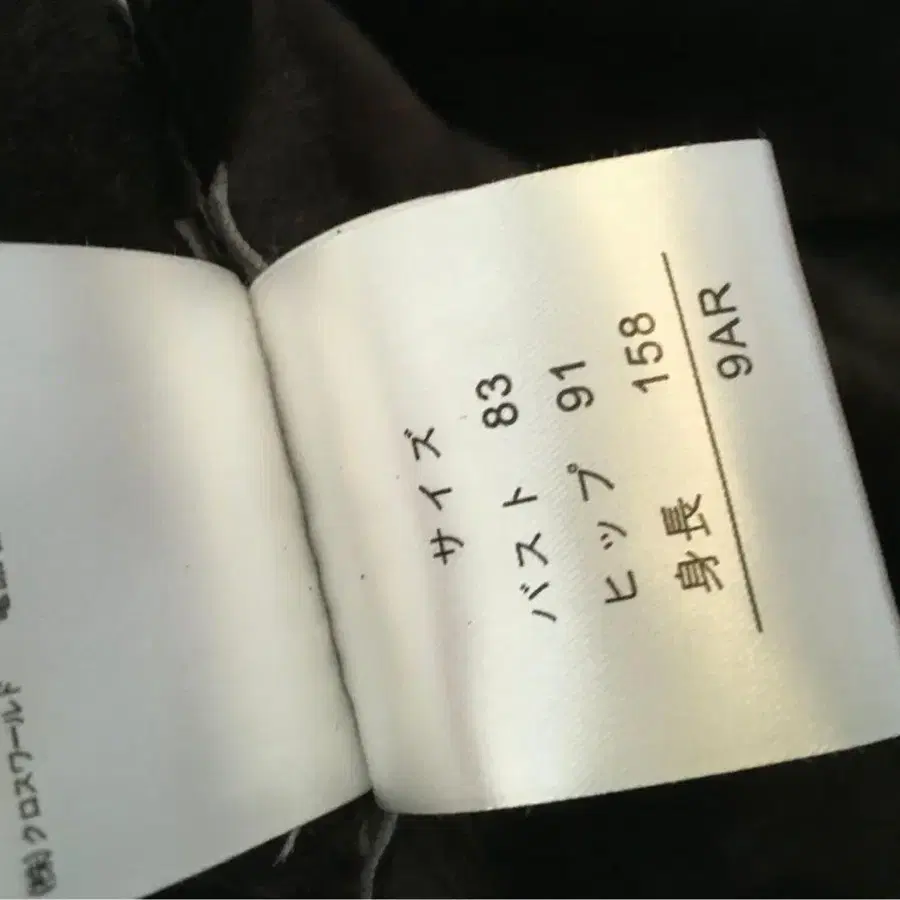 サイズ
バスト 83
ヒップ 91
身長 158
9AR
(株)クロスワールド